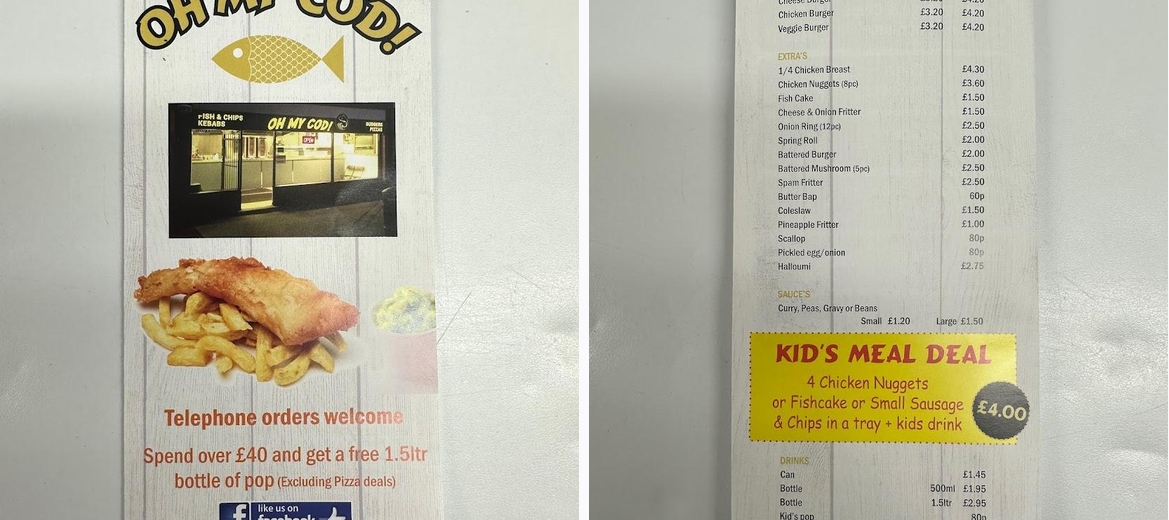 OH MY COD!
FISH & CHIPS
KEBABS
OH MY COD!
BURGERS
PIZZAS
Telephone orders welcome
Spend over £40 and get a free 1.5ltr
bottle of pop (Excluding Pizza deals)
like us on
facebook
Cheese Burger £4.20
Chicken Burger £3.20 £4.20
Veggie Burger £3.20 £4.20
EXTRA'S
1/4 Chicken Breast £4.30
Chicken Nuggets (8pc) £3.60
Fish Cake £1.50
Cheese & Onion Fritter £1.50
Onion Ring (12pc) £2.50
Spring Roll £2.00
Battered Burger £2.00
Battered Mushroom (5pc) £2.50
Spam Fritter £2.50
Butter Bap 60p
Coleslaw £1.50
Pineapple Fritter £1.00
Scallop 80p
Pickled egg/onion 80p
Halloumi £2.75
SAUCE'S
Curry, Peas, Gravy or Beans
Small £1.20 Large £1.50
KID'S MEAL DEAL
4 Chicken Nuggets
or Fishcake or Small Sausage
& Chips in a tray + kids drink
£4.00
DRINKS
Can £1.45
Bottle 500ml £1.95
Bottle 1.5ltr £2.95
Kid's pop 80p